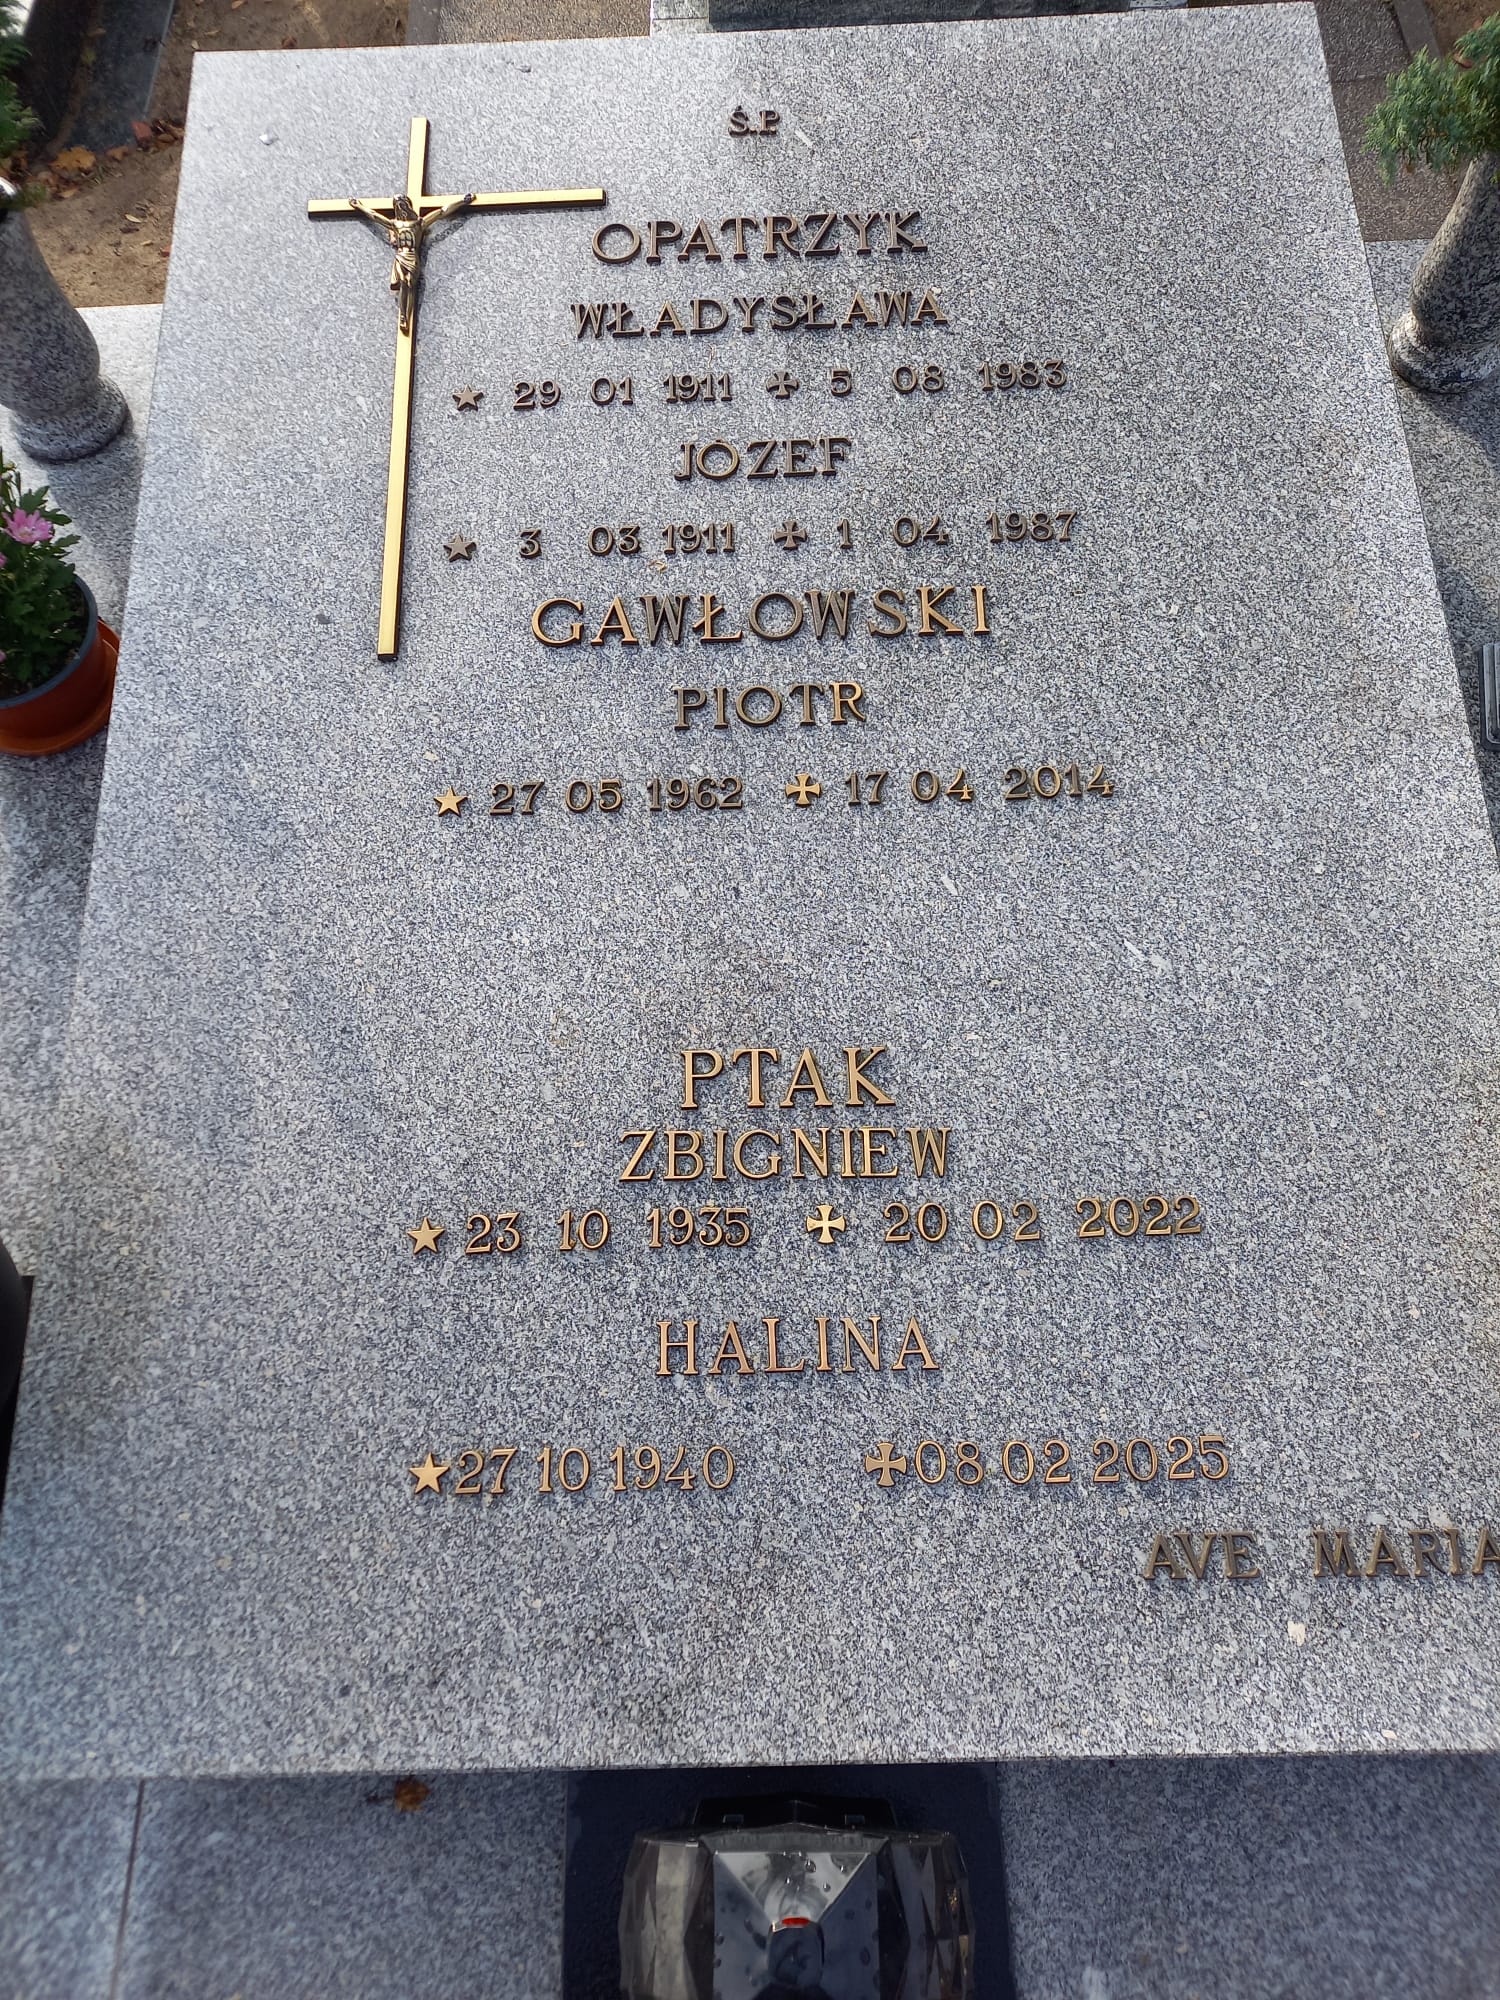 Ś.P.
OPATRZYK
WŁADYSŁAWA
29 01 1911 5 08 1983
JÓZEF
3 03 1911 1 04 1987
GAWŁOWSKI
PIOTR
27 05 1962 17 04 2014
PTAK
ZBIGNIEW
23 10 1935 20 02 2022
HALINA
27 10 1940 08 02 2025
AVE MARIA